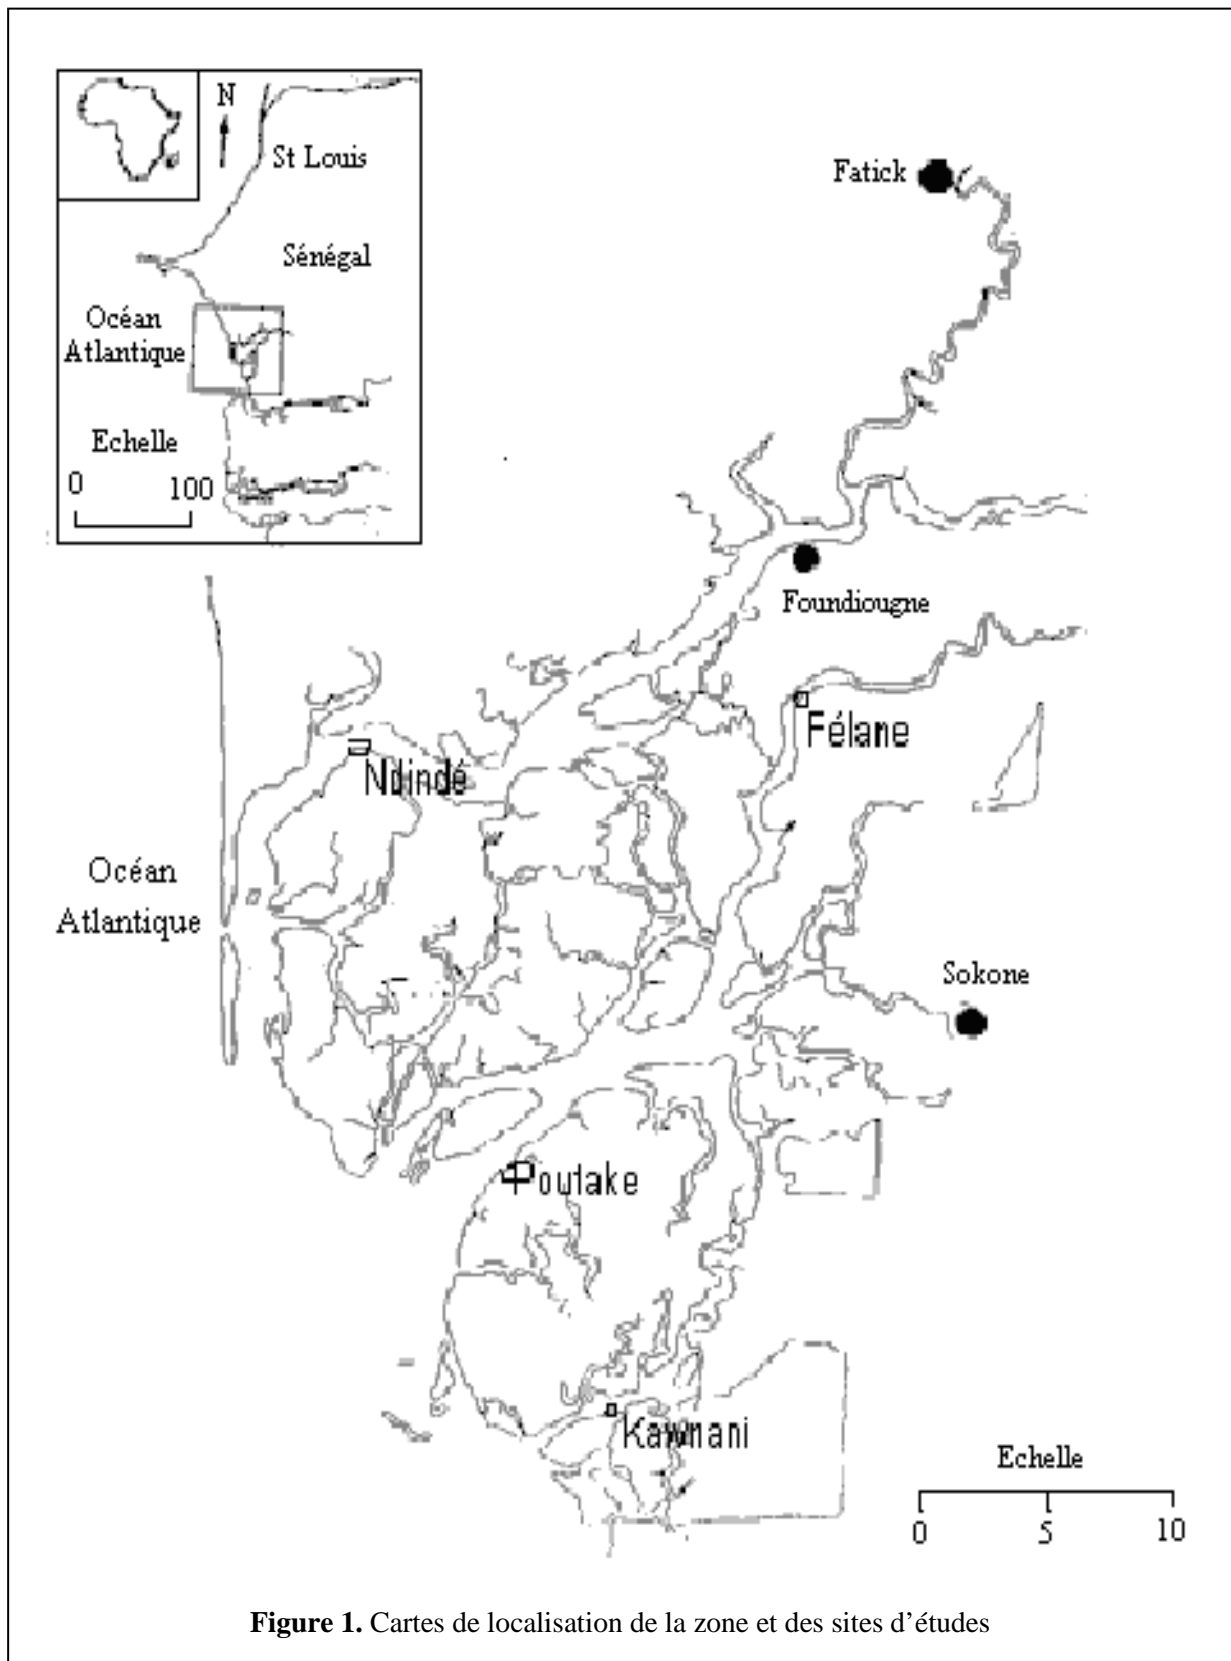 N
St Louis
Sénégal
Océan
Atlantique
Echelle
0 100
Fatick
Foundiougne
Félane
Ndindé
Océan
Atlantique
Sokone
Poutake
Kawnani
Echelle
0 5 10
Figure 1. Cartes de localisation de la zone et des sites d’études